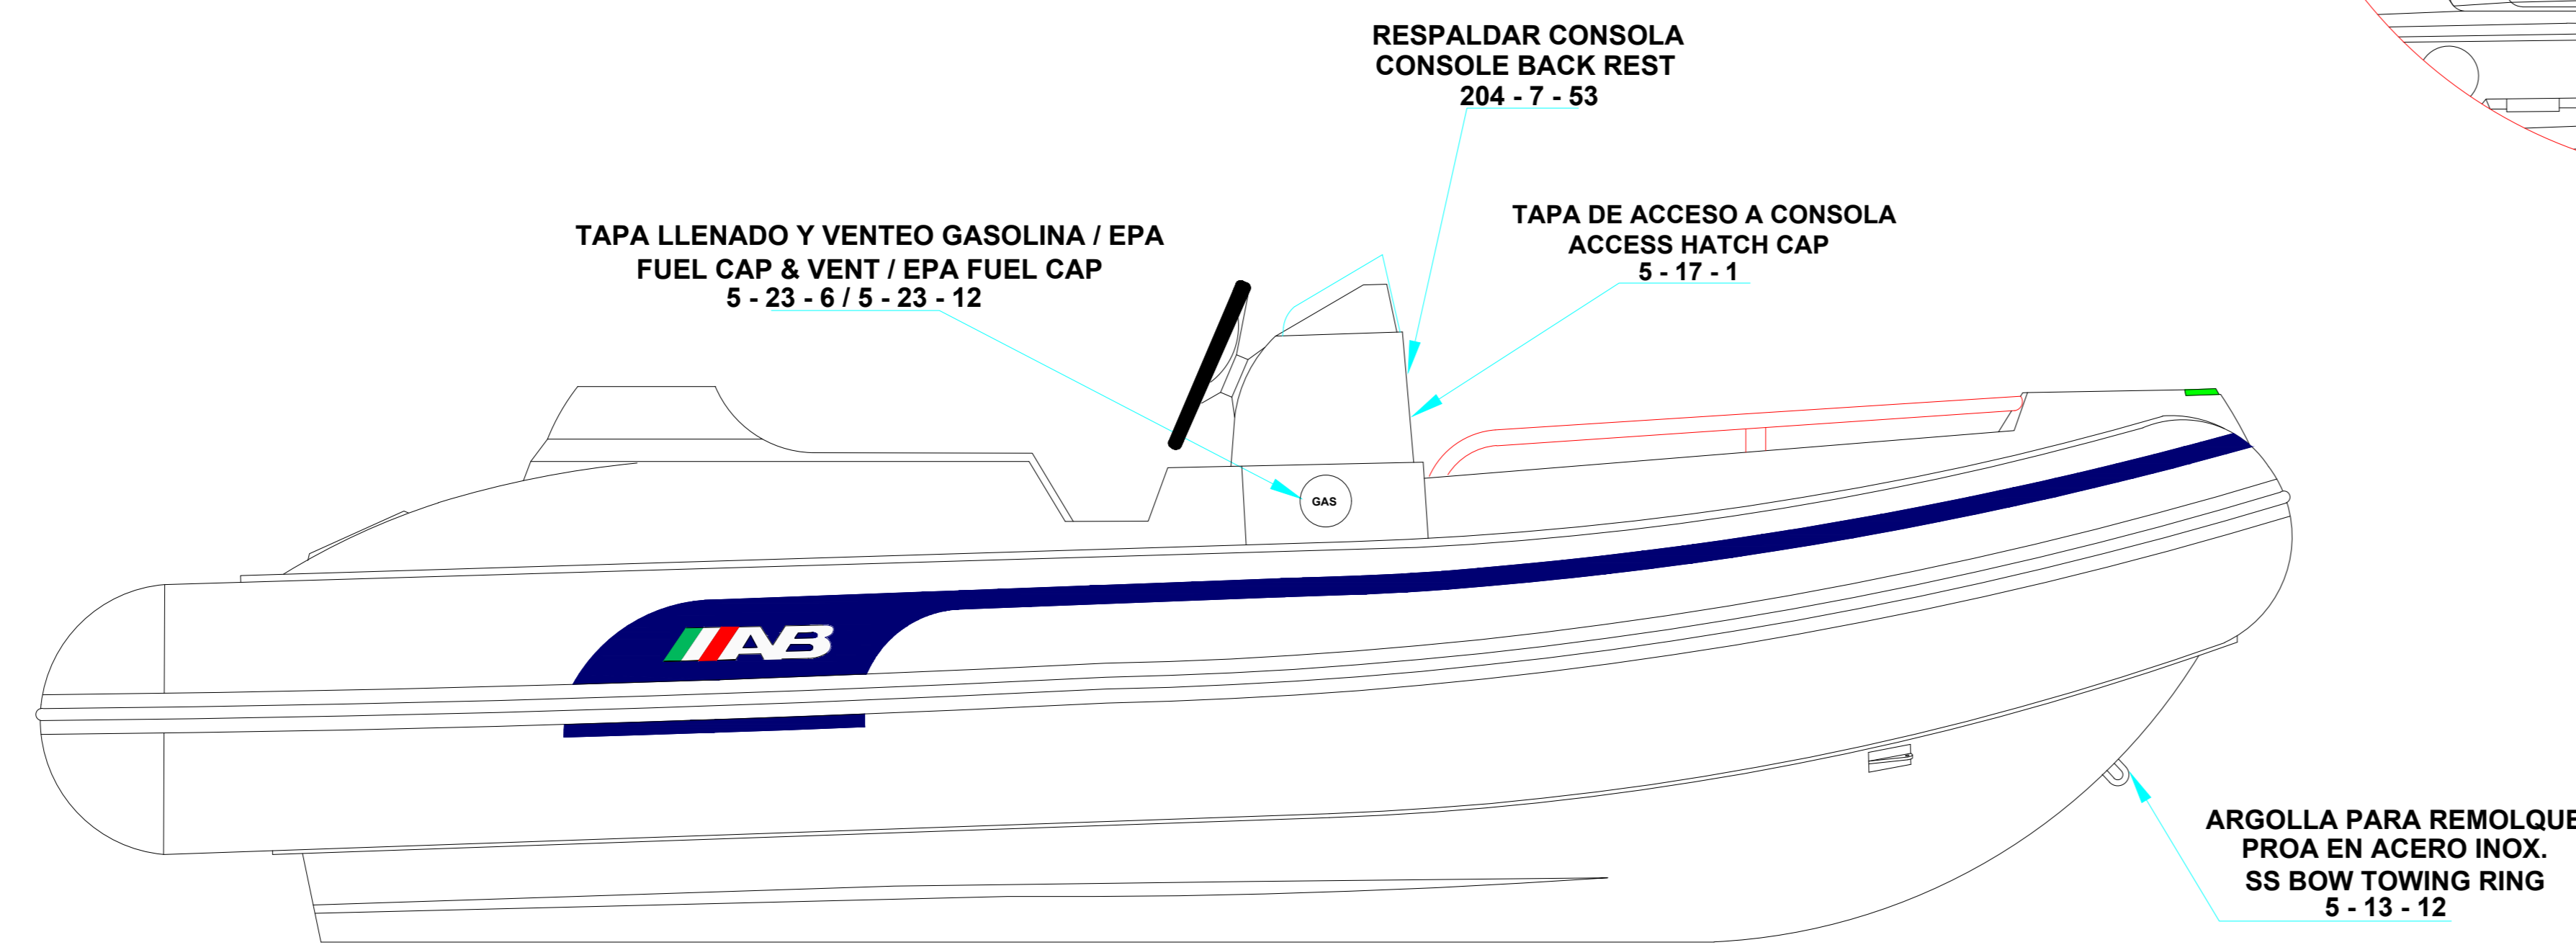 RESPALDAR CONSOLA
CONSOLE BACK REST
204 - 7 - 53
TAPA DE ACCESO A CONSOLA
ACCESS HATCH CAP
5 - 17 - 1
TAPA LLENADO Y VENTEO GASOLINA / EPA
FUEL CAP & VENT / EPA FUEL CAP
5 - 23 - 6 / 5 - 23 - 12
GAS
AB
ARGOLLA PARA REMOLQUE
PROA EN ACERO INOX.
SS BOW TOWING RING
5 - 13 - 12